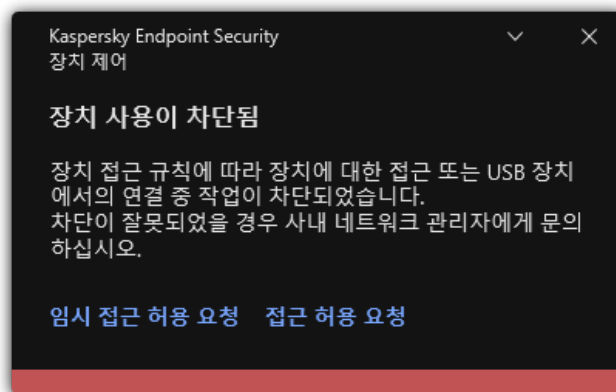 Kaspersky Endpoint Security
장치 제어
장치 사용이 차단됨
장치 접근 규칙에 따라 장치에 대한 접근 또는 USB 장치
에서의 연결 중 작업이 차단되었습니다.
차단이 잘못되었을 경우 사내 네트워크 관리자에게 문의
하십시오.
임시 접근 허용 요청 접근 허용 요청